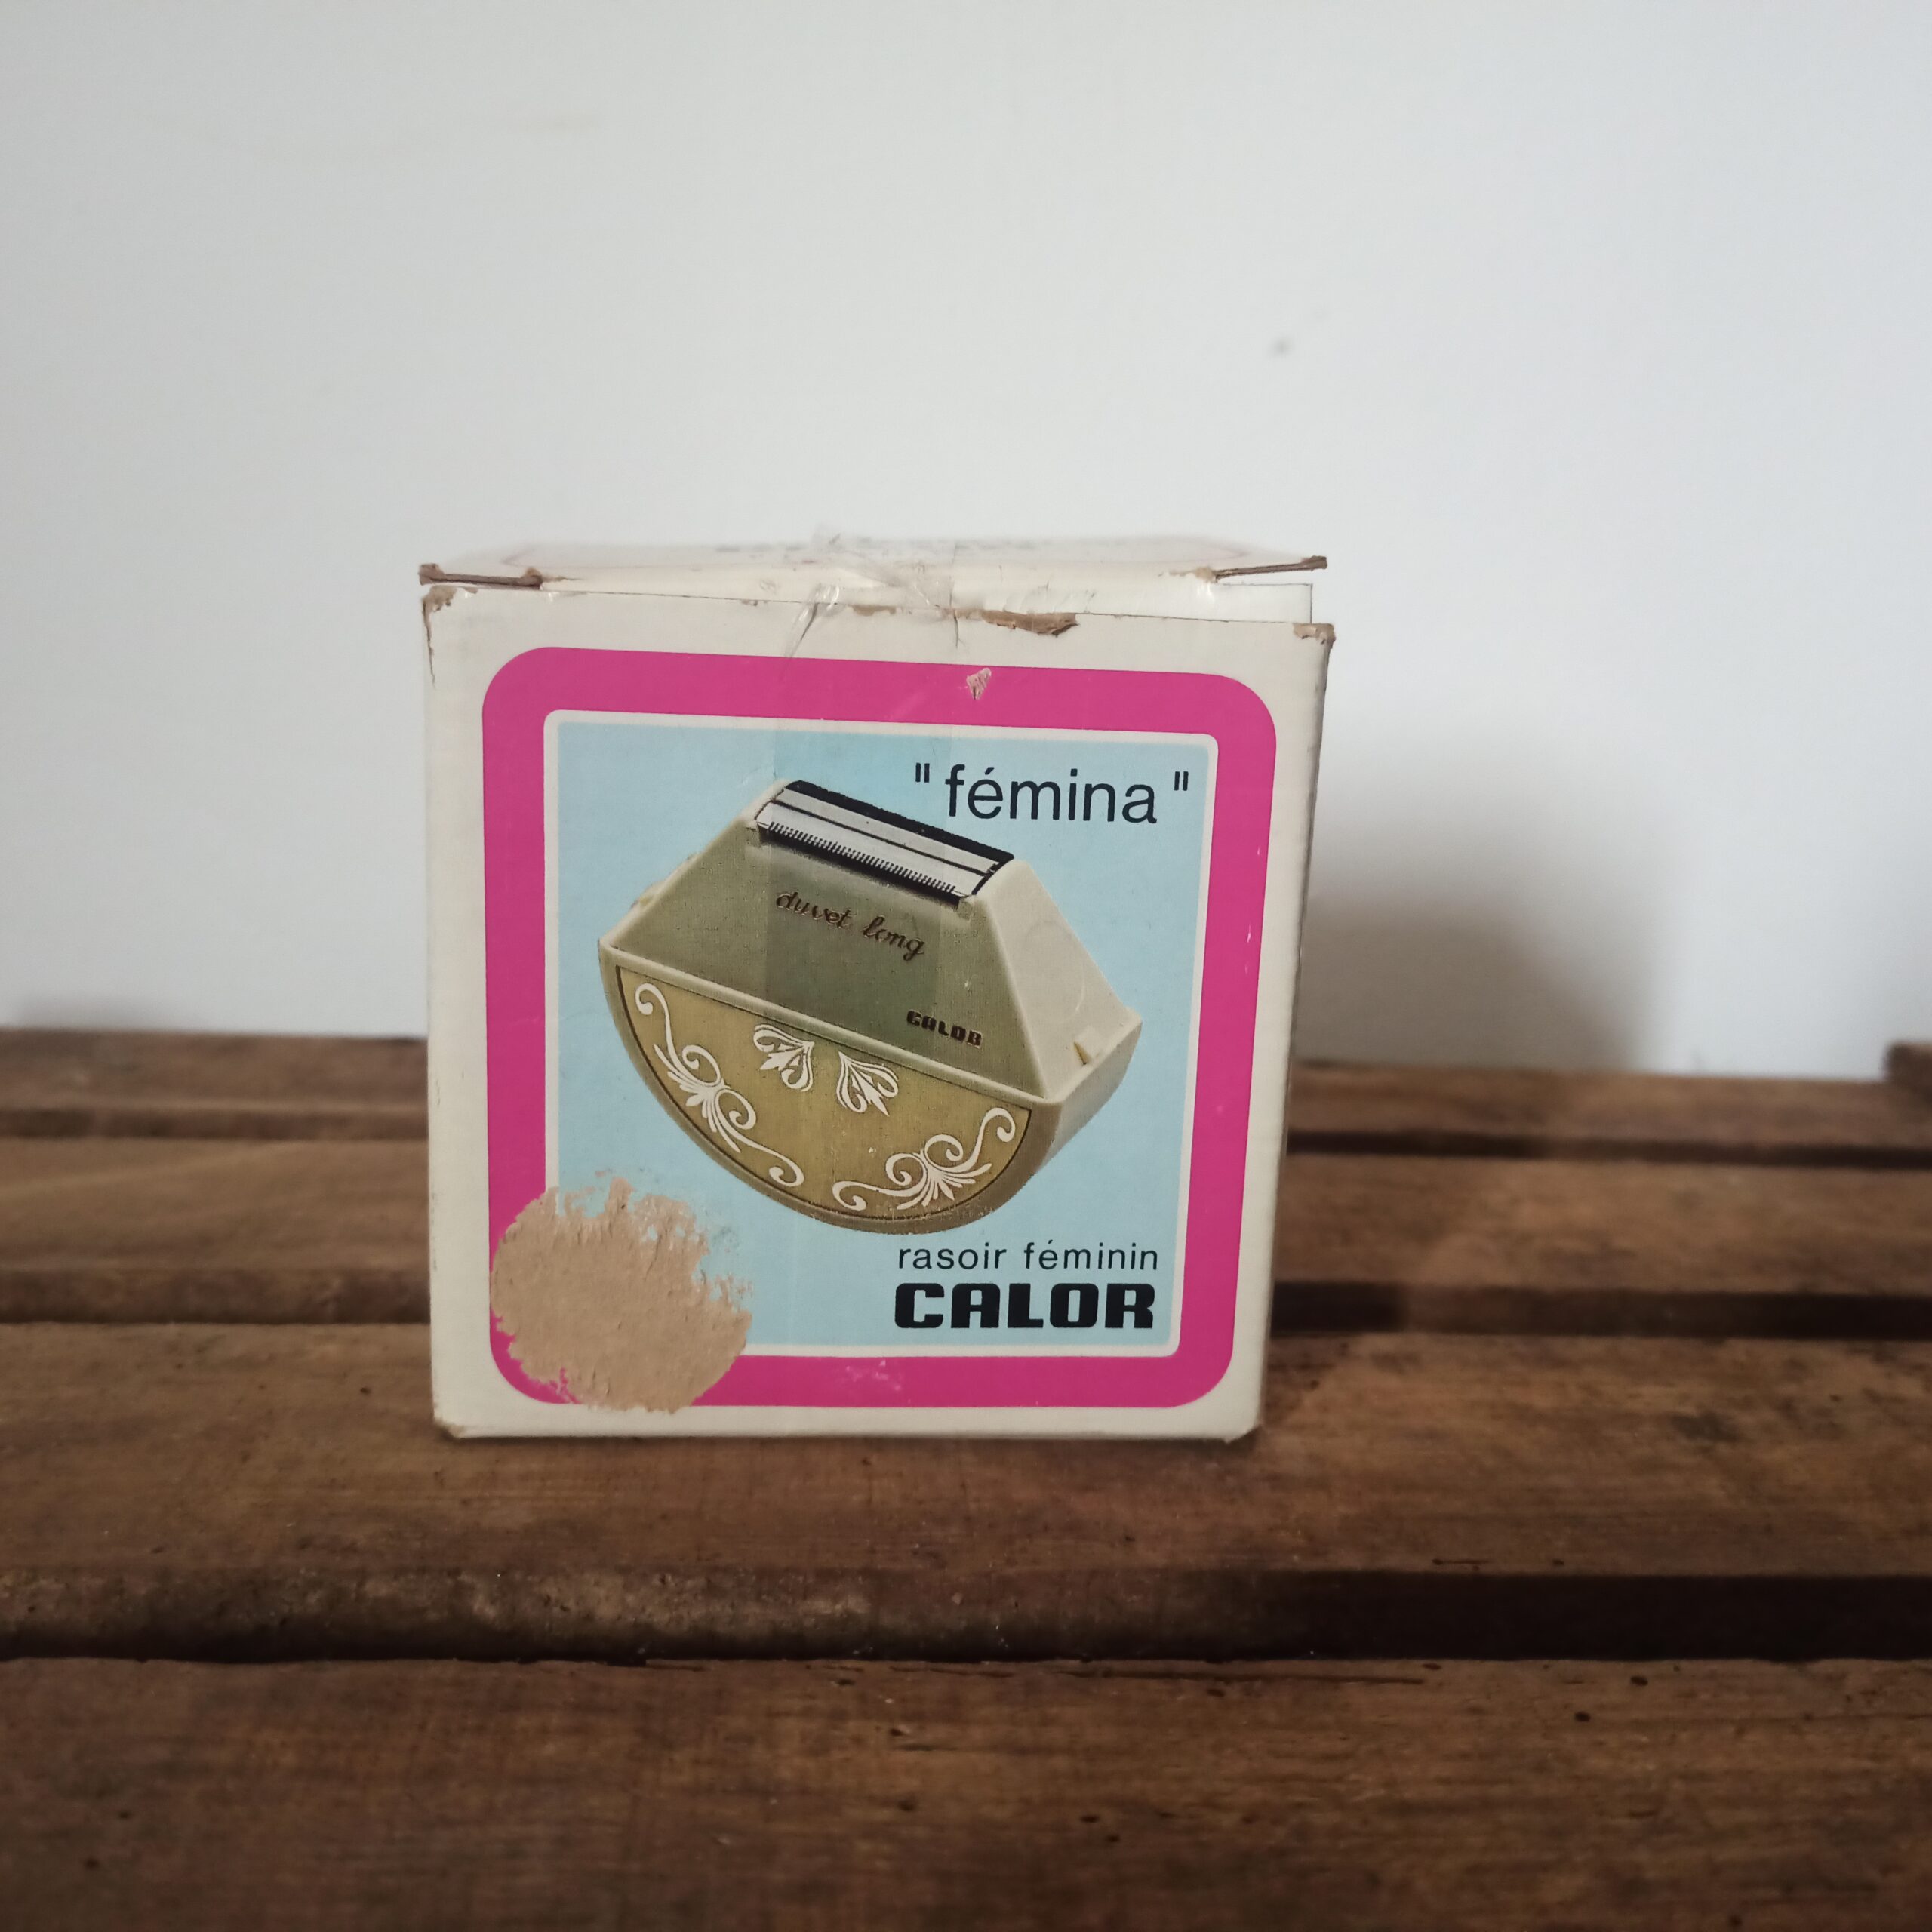 "fémina"
duvet long
CALOR
rasoir féminin
CALOR